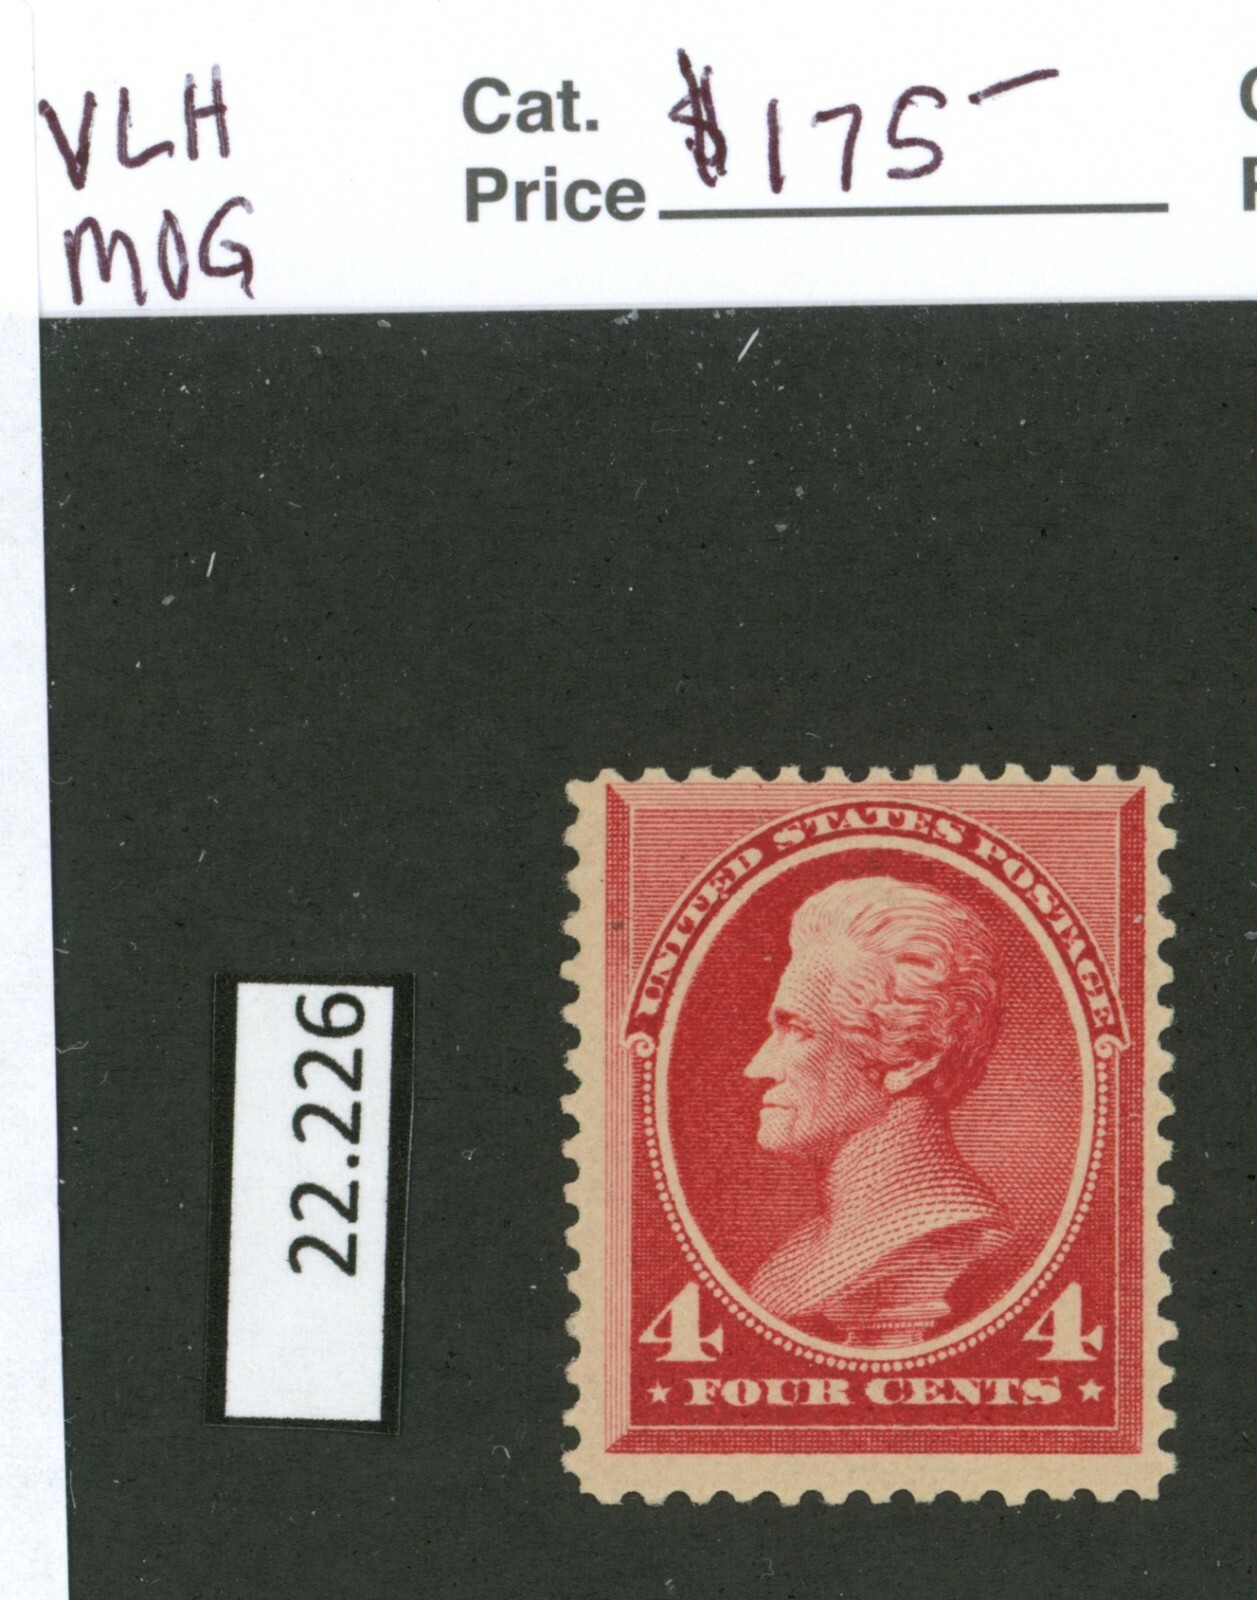 VLH
MOG
Cat.
Price $175-
22.226
UNITED STATES POSTAGE
4 4
★ FOUR CENTS ★